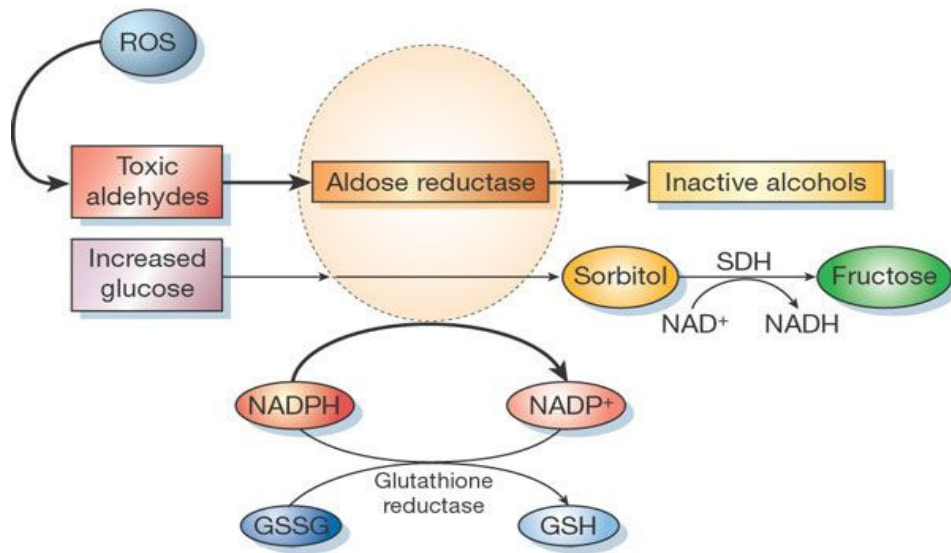 ROS
Toxic
aldehydes
Aldose reductase
Inactive alcohols
Increased
glucose
Sorbitol
SDH
Fructose
NAD⁺
NADH
NADPH
NADP⁺
Glutathione
reductase
GSSG
GSH